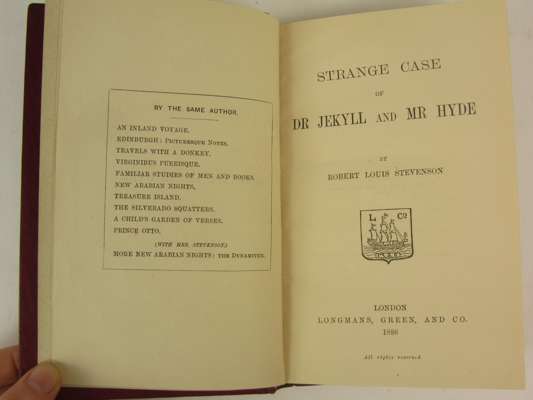 BY THE SAME AUTHOR.
AN INLAND VOYAGE.
EDINBURGH: PICTURESQUE NOTES.
TRAVELS WITH A DONKEY.
VIRGINIBUS PUERISQUE.
FAMILIAR STUDIES OF MEN AND BOOKS.
NEW ARABIAN NIGHTS.
TREASURE ISLAND.
THE SILVERADO SQUATTERS.
A CHILD'S GARDEN OF VERSES.
PRINCE OTTO.
(WITH MRS. STEVENSON.)
MORE NEW ARABIAN NIGHTS: THE DYNAMITER.
STRANGE CASE
OF
DR JEKYLL AND MR HYDE
BY
ROBERT LOUIS STEVENSON
L Co
LONDON
LONGMANS, GREEN, AND CO.
1886
All rights reserved